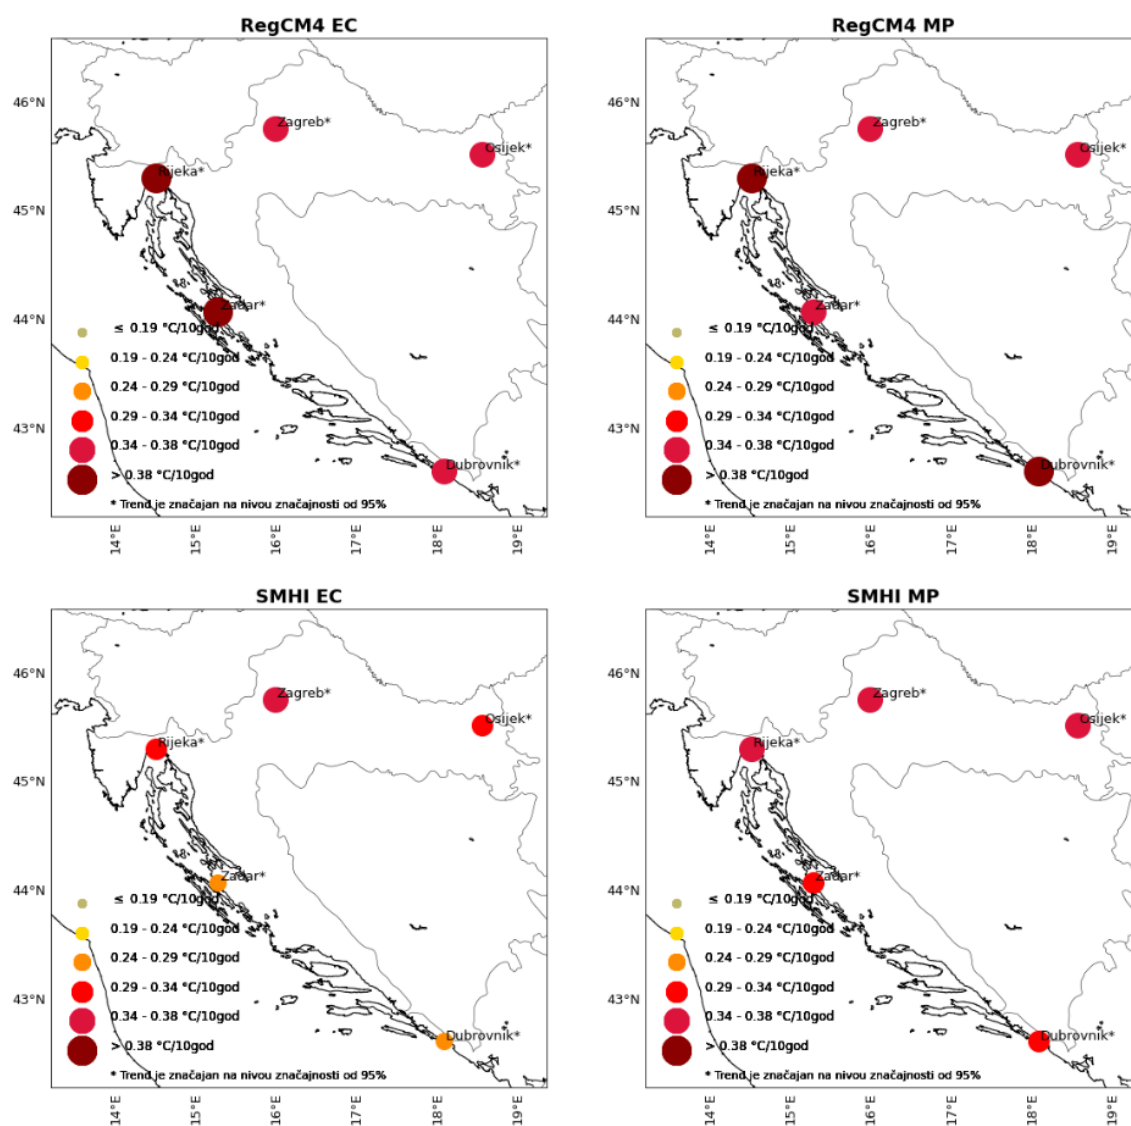 RegCM4 EC
46°N
45°N
44°N
43°N
Zagreb*
Osijek*
Rijeka*
Zadar*
Dubrovnik*
≤ 0.19 °C/10god
0.19 - 0.24 °C/10god
0.24 - 0.29 °C/10god
0.29 - 0.34 °C/10god
0.34 - 0.38 °C/10god
> 0.38 °C/10god
* Trend je značajan na nivou značajnosti od 95%
14°E
15°E
16°E
17°E
18°E
19°E
RegCM4 MP
46°N
45°N
44°N
43°N
Zagreb*
Osijek*
Rijeka*
Zadar*
Dubrovnik*
≤ 0.19 °C/10god
0.19 - 0.24 °C/10god
0.24 - 0.29 °C/10god
0.29 - 0.34 °C/10god
0.34 - 0.38 °C/10god
> 0.38 °C/10god
* Trend je značajan na nivou značajnosti od 95%
14°E
15°E
16°E
17°E
18°E
19°E
SMHI EC
46°N
45°N
44°N
43°N
Zagreb*
Osijek*
Rijeka*
Zadar*
Dubrovnik*
≤ 0.19 °C/10god
0.19 - 0.24 °C/10god
0.24 - 0.29 °C/10god
0.29 - 0.34 °C/10god
0.34 - 0.38 °C/10god
> 0.38 °C/10god
* Trend je značajan na nivou značajnosti od 95%
14°E
15°E
16°E
17°E
18°E
19°E
SMHI MP
46°N
45°N
44°N
43°N
Zagreb*
Osijek*
Rijeka*
Zadar*
Dubrovnik*
≤ 0.19 °C/10god
0.19 - 0.24 °C/10god
0.24 - 0.29 °C/10god
0.29 - 0.34 °C/10god
0.34 - 0.38 °C/10god
> 0.38 °C/10god
* Trend je značajan na nivou značajnosti od 95%
14°E
15°E
16°E
17°E
18°E
19°E